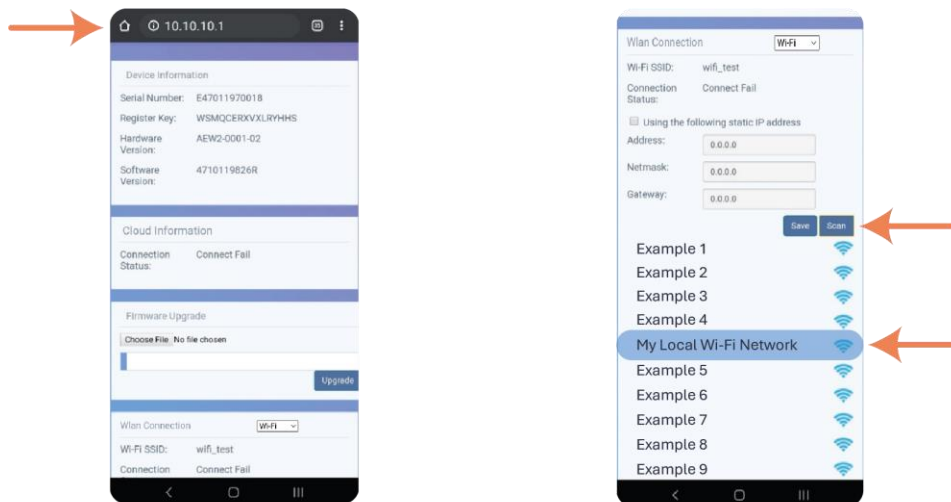 10.10.10.1
Device Information
Serial Number: E47011970018
Register Key: WSMQCERXVXLRYHHS
Hardware AEW2-0001-02
Version:
Software 4710119826R
Version:
Cloud Information
Connection Connect Fail
Status:
Firmware Upgrade
Choose File No file chosen
Upgrade
Wlan Connection Wi-Fi
Wi-Fi SSID: wifi_test
Connection Connect Fail
Wlan Connection Wi-Fi
Wi-Fi SSID: wifi_test
Connection Connect Fail
Status:
Using the following static IP address
Address: 0.0.0.0
Netmask: 0.0.0.0
Gateway: 0.0.0.0
Save Scan
Example 1
Example 2
Example 3
Example 4
My Local Wi-Fi Network
Example 5
Example 6
Example 7
Example 8
Example 9